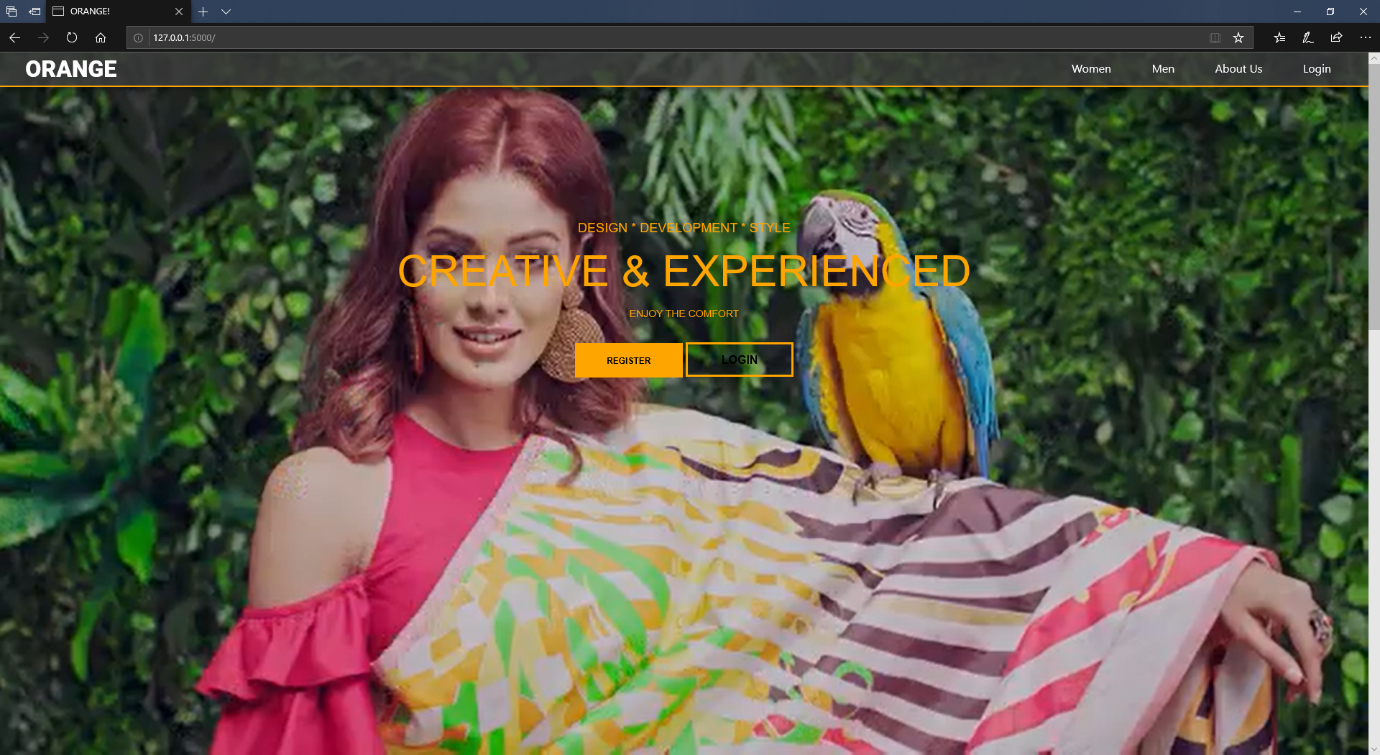 ORANGE!
127.0.0.1:5000/
ORANGE
Women
Men
About Us
Login
DESIGN * DEVELOPMENT * STYLE
CREATIVE & EXPERIENCED
ENJOY THE COMFORT
REGISTER
LOGIN